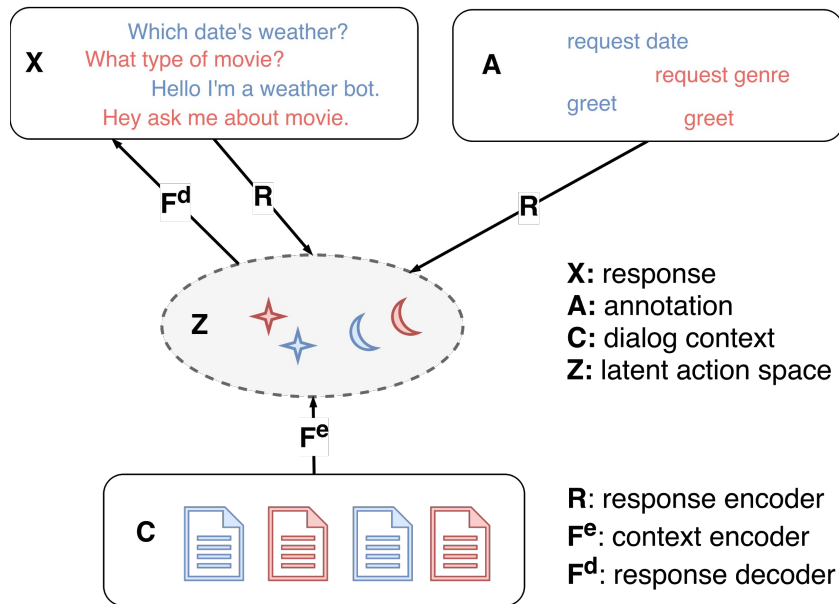 X
Which date's weather?
What type of movie?
Hello I'm a weather bot.
Hey ask me about movie.
A
request date
request genre
greet
greet
F^d
R
R
Z
X: response
A: annotation
C: dialog context
Z: latent action space
F^e
C
R: response encoder
F^e: context encoder
F^d: response decoder